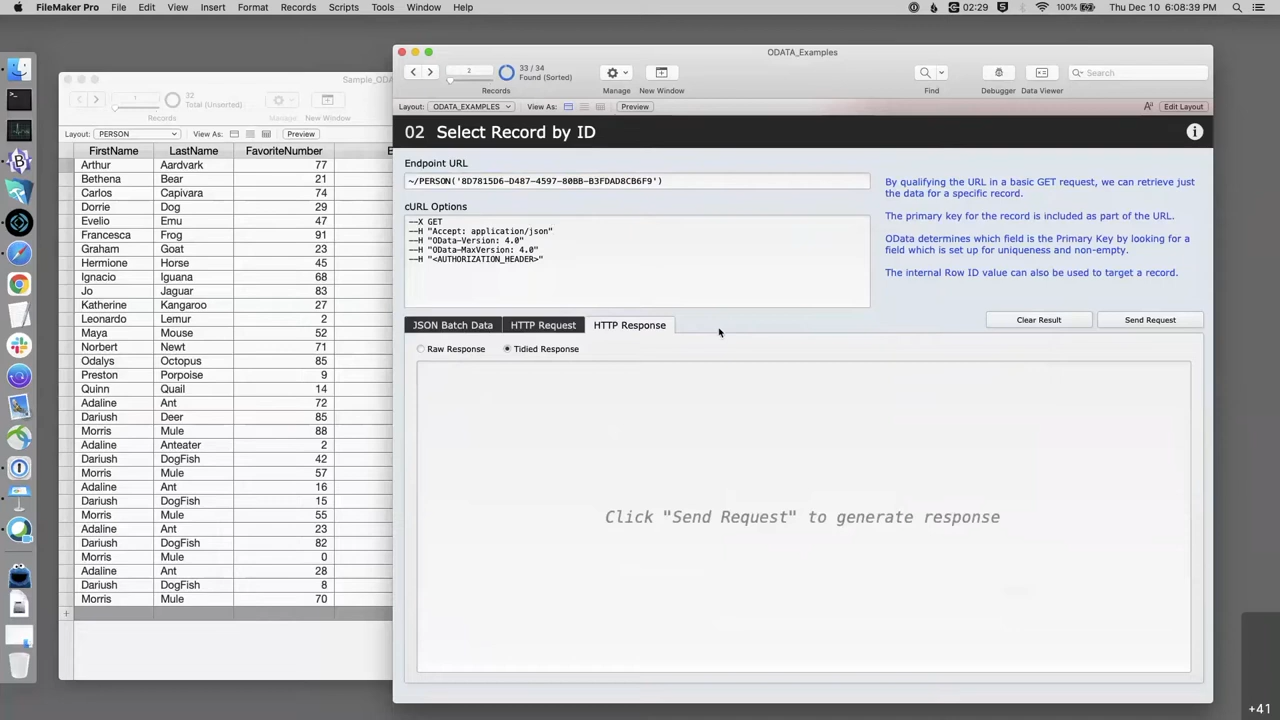 FileMaker Pro File Edit View Insert Format Records Scripts Tools Window Help 02:29 Thu Dec 10 6:08:39 PM
Sample_ODA
1 32
Total (Unsorted)
Records Manage New Window
Layout: PERSON View As: Preview
FirstName LastName FavoriteNumber E
Arthur Aardvark 77
Bethena Bear 21
Carlos Capivara 74
Dorrie Dog 29
Evelio Emu 47
Francesca Frog 91
Graham Goat 23
Hermione Horse 45
Ignacio Iguana 68
Jo Jaguar 83
Katherine Kangaroo 27
Leonardo Lemur 2
Maya Mouse 52
Norbert Newt 71
Odalys Octopus 85
Preston Porpoise 9
Quinn Quail 14
Adaline Ant 72
Dariush Deer 85
Morris Mule 88
Adaline Anteater 2
Dariush DogFish 42
Morris Mule 57
Adaline Ant 16
Dariush DogFish 15
Morris Mule 55
Adaline Ant 23
Dariush DogFish 82
Morris Mule 0
Adaline Ant 28
Dariush DogFish 8
Morris Mule 70
+
ODATA_Examples
2 33 / 34
Found (Sorted)
Search
Records Manage New Window Find Debugger Data Viewer
Layout: ODATA_EXAMPLES View As: Preview Edit Layout
02 Select Record by ID
Endpoint URL
~/PERSON('8D7815D6-D487-4597-80BB-B3FDAD8CB6F9')
cURL Options
--X GET
--H "Accept: application/json"
--H "OData-Version: 4.0"
--H "OData-MaxVersion: 4.0"
--H "<AUTHORIZATION_HEADER>"
By qualifying the URL in a basic GET request, we can retrieve just
the data for a specific record.
The primary key for the record is included as part of the URL.
OData determines which field is the Primary Key by looking for a
field which is set up for uniqueness and non-empty.
The internal Row ID value can also be used to target a record.
JSON Batch Data HTTP Request HTTP Response Clear Result Send Request
Raw Response Tidied Response
Click "Send Request" to generate response
+41